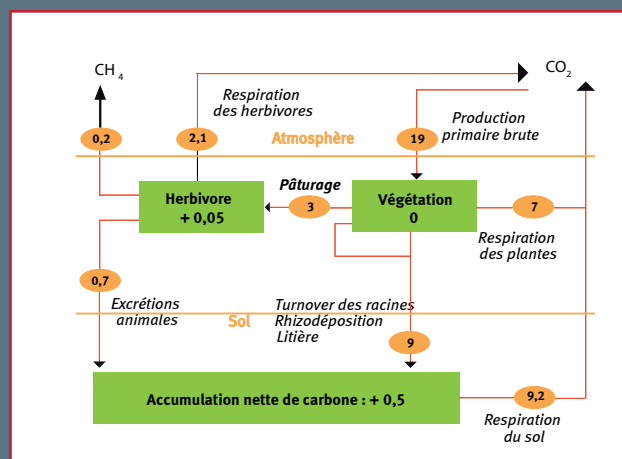 CH4
CO2
Respiration
des herbivores
Production
primaire brute
0,2
2,1
Atmosphère
19
Herbivore
+ 0,05
Pâturage
3
Végétation
0
7
Respiration
des plantes
0,7
Excrétions
animales
Sol
Turnover des racines
Rhizodéposition
Litière
9
Accumulation nette de carbone : + 0,5
9,2
Respiration
du sol